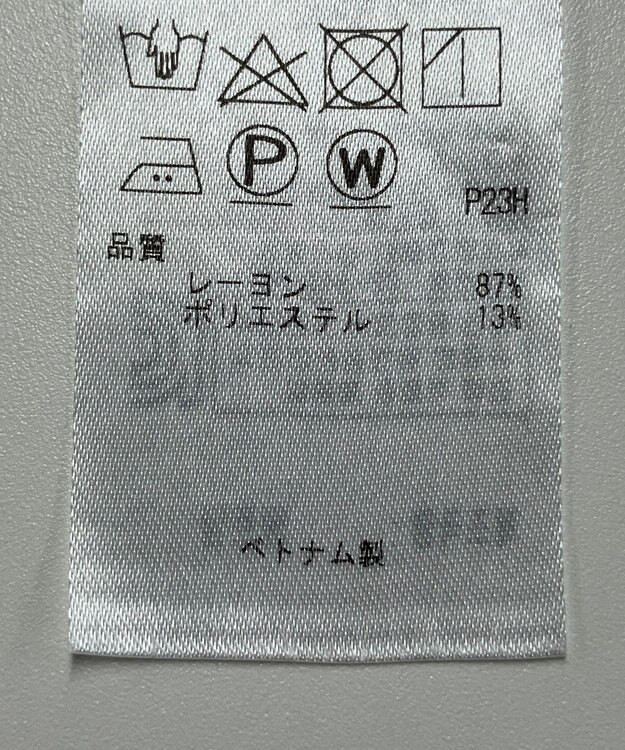 P W
P23H
品質
レーヨン 87%
ポリエステル 13%
ベトナム製